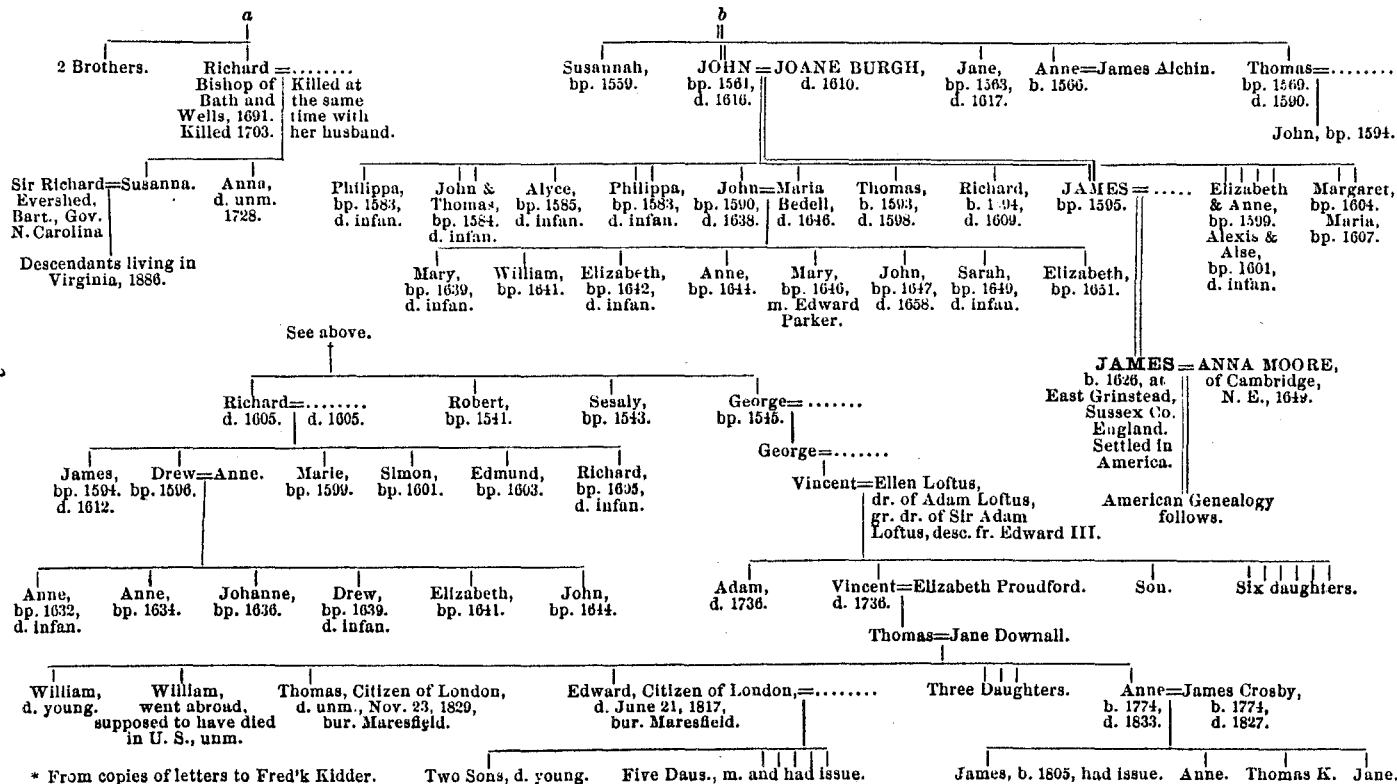 a
b
2 Brothers.
Richard = ........
Bishop of
Bath and
Wells, 1691.
Killed 1703.
Killed at
the same
time with
her husband.
Susannah,
bp. 1559.
JOHN = JOANE BURGH,
bp. 1561,
d. 1616.
d. 1610.
Jane,
bp. 1563,
d. 1617.
Anne=James Alchin.
b. 1566.
Thomas=........
bp. 1569.
d. 1590.
John, bp. 1594.
Sir Richard=Susanna.
Evershed,
Bart., Gov.
N. Carolina
Anna,
d. unm.
1728.
Descendants living in
Virginia, 1886.
Philippa,
bp. 1583,
d. infan.
John &
Thomas,
bp. 1584.
d. infan.
Alyce,
bp. 1585,
d. infan.
Philippa,
bp. 1583,
d. infan.
John=Maria
bp. 1590,
d. 1638.
Bedell,
d. 1646.
Thomas,
b. 1593,
d. 1598.
Richard,
d. 1609.
JAMES = .....
bp. 1595.
Elizabeth
& Anne,
bp. 1599.
Alexis &
Alse,
bp. 1601,
d. infan.
Margaret,
bp. 1604.
Maria,
bp. 1607.
Mary,
bp. 1639,
d. infan.
William,
bp. 1641.
Elizabeth,
bp. 1642,
d. infan.
Anne,
bp. 1644.
Mary,
bp. 1646,
m. Edward
Parker.
John,
bp. 1647,
d. 1658.
Sarah,
bp. 1649,
d. infan.
Elizabeth,
bp. 1651.
See above.
Richard=........
d. 1605. d. 1605.
Robert,
bp. 1541.
Sesaly,
bp. 1543.
George= .......
bp. 1545.
JAMES = ANNA MOORE,
b. 1626, at
East Grinstead,
Sussex Co.
England.
Settled in
America.
of Cambridge,
N. E., 1649.
George=.......
James,
bp. 1594.
d. 1612.
Drew=Anne.
bp. 1596.
Marie,
bp. 1599.
Simon,
bp. 1601.
Edmund,
bp. 1603.
Richard,
bp. 1605,
d. infan.
Vincent=Ellen Loftus,
dr. of Adam Loftus,
gr. dr. of Sir Adam
Loftus, desc. fr. Edward III.
American Genealogy
follows.
Anne,
bp. 1632,
d. infan.
Anne,
bp. 1634.
Johanne,
bp. 1636.
Drew,
bp. 1639.
d. infan.
Elizabeth,
bp. 1641.
John,
bp. 1644.
Adam,
d. 1736.
Vincent=Elizabeth Proudford.
d. 1736.
Son.
Six daughters.
Thomas=Jane Downall.
William,
d. young.
William,
went abroad,
supposed to have died
in U. S., unm.
Thomas, Citizen of London,
d. unm., Nov. 23, 1829,
bur. Maresfield.
Edward, Citizen of London,=........
d. June 21, 1817,
bur. Maresfield.
Three Daughters.
Anne=James Crosby,
b. 1774,
d. 1833.
b. 1774,
d. 1827.
* From copies of letters to Fred'k Kidder.
Two Sons, d. young.
Five Daus., m. and had issue.
James, b. 1805, had issue.
Anne.
Thomas K.
Jane.